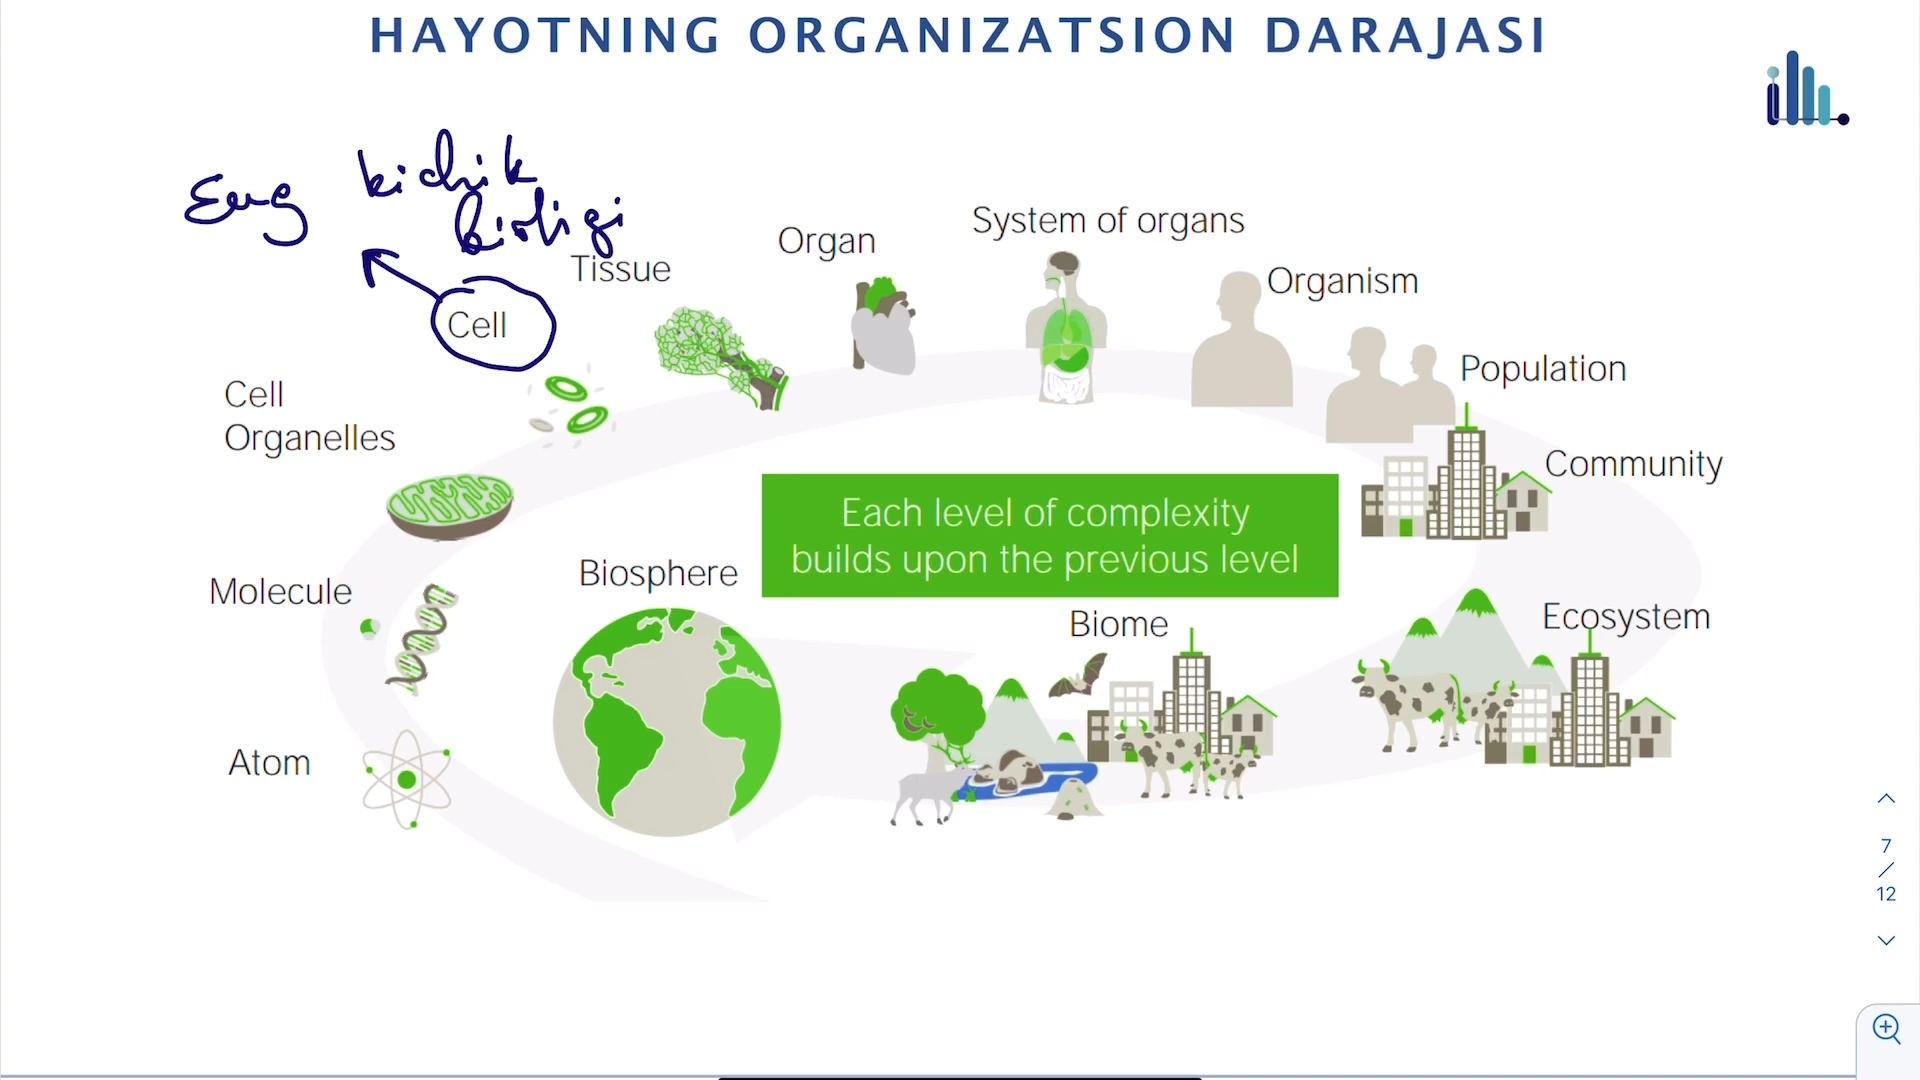 HAYOTNING ORGANIZATSION DARAJASI
Eng kichik
birligi
Tissue
Organ
System of organs
Organism
Cell
Population
Cell
Organelles
Community
Each level of complexity
builds upon the previous level
Molecule
Biosphere
Biome
Ecosystem
Atom
7
/
12